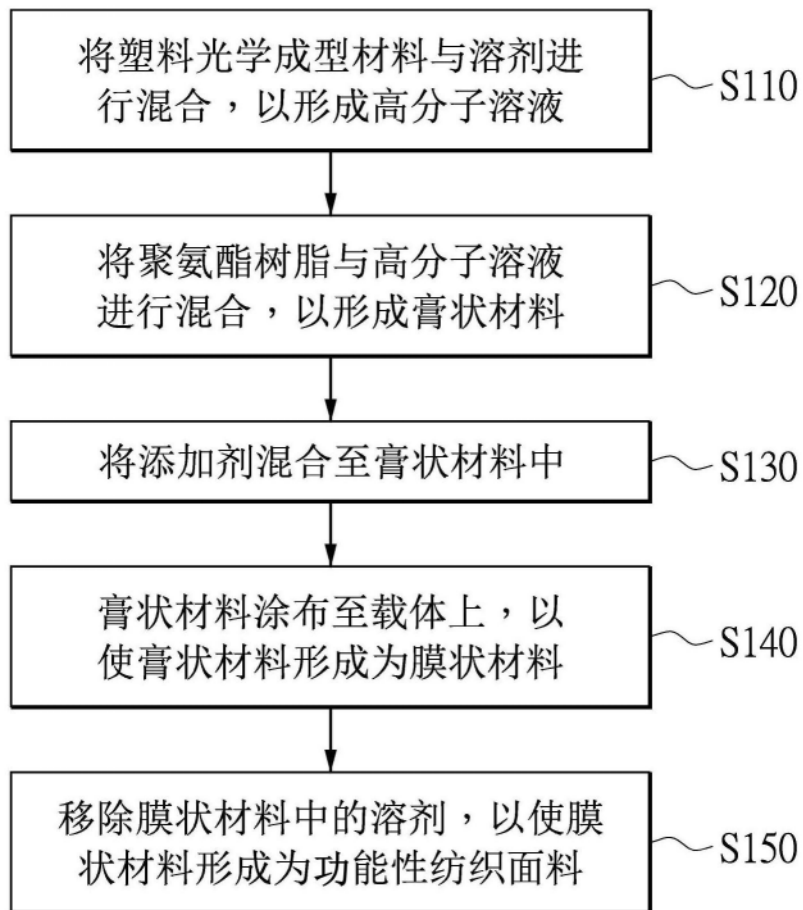 将塑料光学成型材料与溶剂进
行混合，以形成高分子溶液
S110
将聚氨酯树脂与高分子溶液
进行混合，以形成膏状材料
S120
将添加剂混合至膏状材料中
S130
膏状材料涂布至载体上，以
使膏状材料形成为膜状材料
S140
移除膜状材料中的溶剂，以使膜
状材料形成为功能性纺织面料
S150